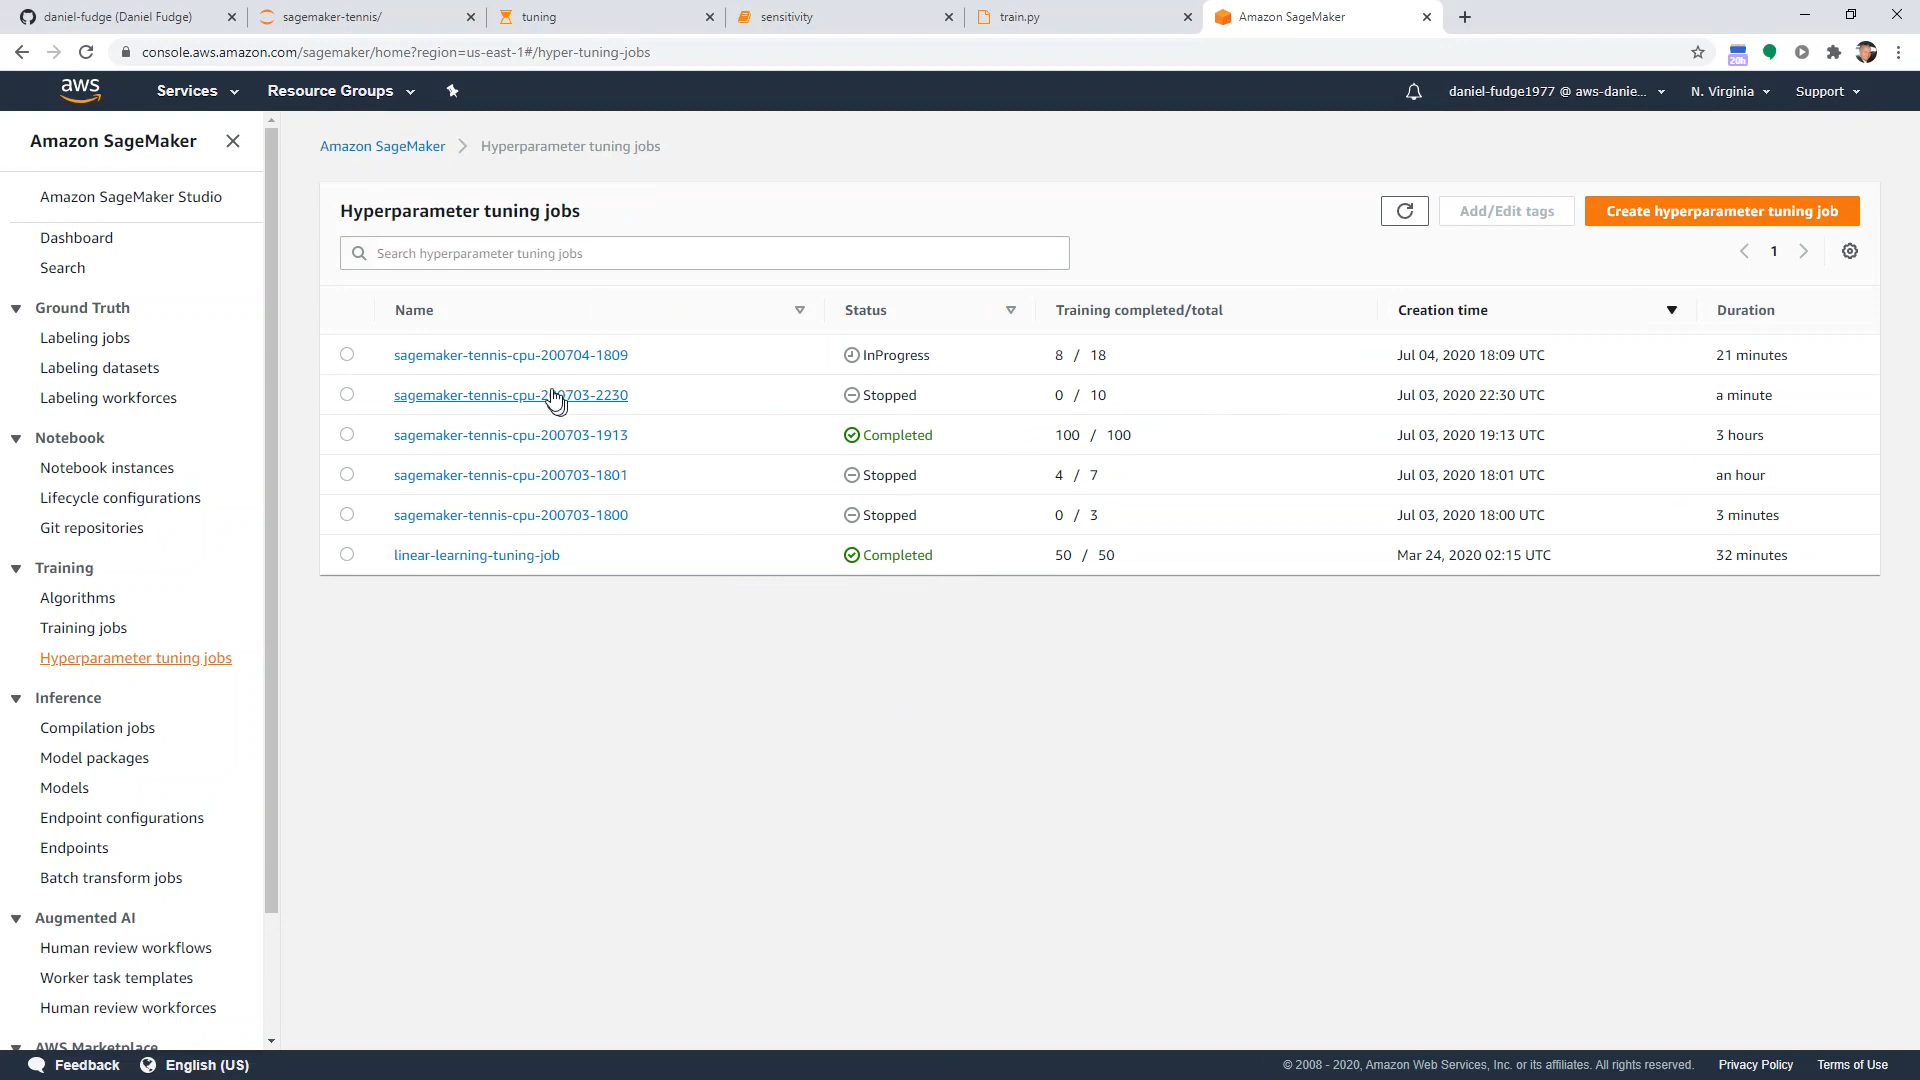 daniel-fudge (Daniel Fudge)
sagemaker-tennis/
tuning
sensitivity
train.py
Amazon SageMaker
console.aws.amazon.com/sagemaker/home?region=us-east-1#/hyper-tuning-jobs
20h
aws
Services
Resource Groups
daniel-fudge1977 @ aws-danie...
N. Virginia
Support
Amazon SageMaker
Amazon SageMaker Studio
Dashboard
Search
Ground Truth
Labeling jobs
Labeling datasets
Labeling workforces
Notebook
Notebook instances
Lifecycle configurations
Git repositories
Training
Algorithms
Training jobs
Hyperparameter tuning jobs
Inference
Compilation jobs
Model packages
Models
Endpoint configurations
Endpoints
Batch transform jobs
Augmented AI
Human review workflows
Worker task templates
Human review workforces
AWS Marketplace
Amazon SageMaker > Hyperparameter tuning jobs
Hyperparameter tuning jobs
Add/Edit tags
Create hyperparameter tuning job
Search hyperparameter tuning jobs
1
Name Status Training completed/total Creation time Duration
sagemaker-tennis-cpu-200704-1809 InProgress 8 / 18 Jul 04, 2020 18:09 UTC 21 minutes
sagemaker-tennis-cpu-200703-2230 Stopped 0 / 10 Jul 03, 2020 22:30 UTC a minute
sagemaker-tennis-cpu-200703-1913 Completed 100 / 100 Jul 03, 2020 19:13 UTC 3 hours
sagemaker-tennis-cpu-200703-1801 Stopped 4 / 7 Jul 03, 2020 18:01 UTC an hour
sagemaker-tennis-cpu-200703-1800 Stopped 0 / 3 Jul 03, 2020 18:00 UTC 3 minutes
linear-learning-tuning-job Completed 50 / 50 Mar 24, 2020 02:15 UTC 32 minutes
Feedback
English (US)
© 2008 - 2020, Amazon Web Services, Inc. or its affiliates. All rights reserved.
Privacy Policy
Terms of Use